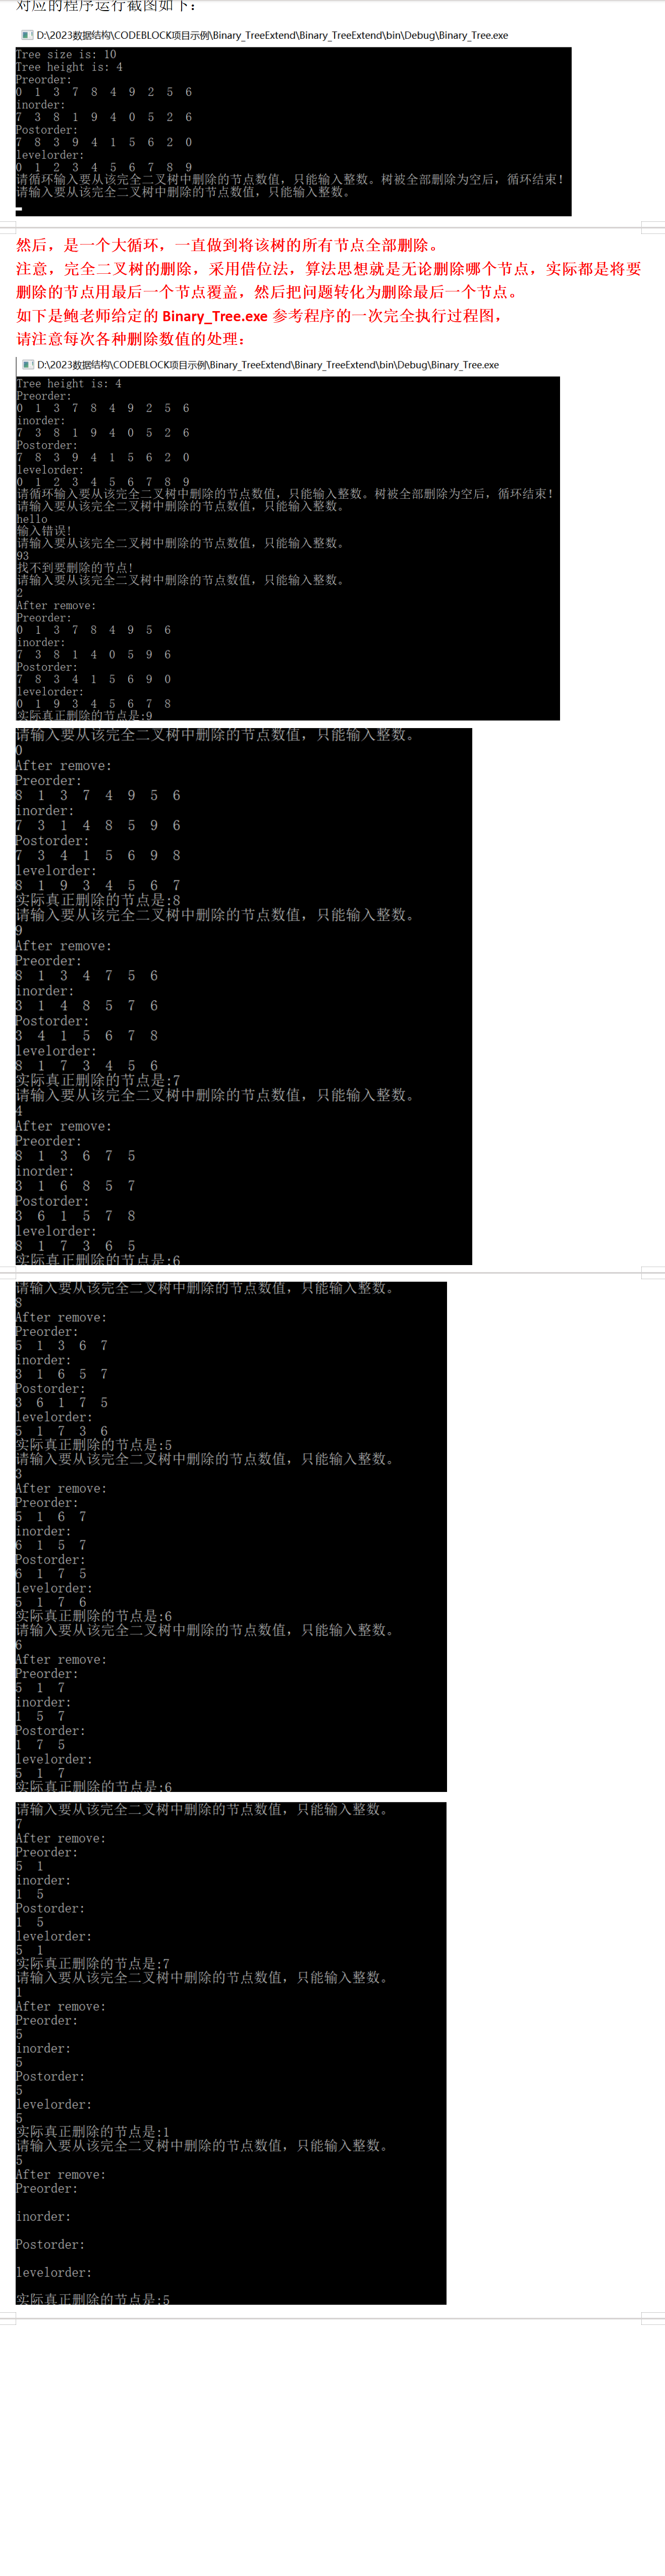 对应的程序运行截图如下：
D:\2023数据结构\CODEBLOCK项目示例\Binary_TreeExtend\Binary_TreeExtend\bin\Debug\Binary_Tree.exe
Tree size is: 10
Tree height is: 4
Preorder:
0 1 3 7 8 4 9 2 5 6
inorder:
7 3 8 1 9 4 0 5 2 6
Postorder:
7 8 3 9 4 1 5 6 2 0
levelorder:
0 1 2 3 4 5 6 7 8 9
请循环输入要从该完全二叉树中删除的节点数值，只能输入整数。树被全部删除为空后，循环结束！
请输入要从该完全二叉树中删除的节点数值，只能输入整数。
然后，是一个大循环，一直做到将该树的所有节点全部删除。
注意，完全二叉树的删除，采用借位法，算法思想就是无论删除哪个节点，实际都是将要
删除的节点用最后一个节点覆盖，然后把问题转化为删除最后一个节点。
如下是鲍老师给定的 Binary_Tree.exe 参考程序的一次完全执行过程图，
请注意每次各种删除数值的处理：
D:\2023数据结构\CODEBLOCK项目示例\Binary_TreeExtend\Binary_TreeExtend\bin\Debug\Binary_Tree.exe
Tree height is: 4
Preorder:
0 1 3 7 8 4 9 2 5 6
inorder:
7 3 8 1 9 4 0 5 2 6
Postorder:
7 8 3 9 4 1 5 6 2 0
levelorder:
0 1 2 3 4 5 6 7 8 9
请循环输入要从该完全二叉树中删除的节点数值，只能输入整数。树被全部删除为空后，循环结束！
请输入要从该完全二叉树中删除的节点数值，只能输入整数。
hello
输入错误！
请输入要从该完全二叉树中删除的节点数值，只能输入整数。
93
找不到要删除的节点！
请输入要从该完全二叉树中删除的节点数值，只能输入整数。
2
After remove:
Preorder:
0 1 3 7 8 4 9 5 6
inorder:
7 3 8 1 4 0 5 9 6
Postorder:
7 8 3 4 1 5 6 9 0
levelorder:
0 1 9 3 4 5 6 7 8
实际真正删除的节点是:9
请输入要从该完全二叉树中删除的节点数值，只能输入整数。
0
After remove:
Preorder:
8 1 3 7 4 9 5 6
inorder:
7 3 1 4 8 5 9 6
Postorder:
7 3 4 1 5 6 9 8
levelorder:
8 1 9 3 4 5 6 7
实际真正删除的节点是:8
请输入要从该完全二叉树中删除的节点数值，只能输入整数。
9
After remove:
Preorder:
8 1 3 4 7 5 6
inorder:
3 1 4 8 5 7 6
Postorder:
3 4 1 5 6 7 8
levelorder:
8 1 7 3 4 5 6
实际真正删除的节点是:7
请输入要从该完全二叉树中删除的节点数值，只能输入整数。
4
After remove:
Preorder:
8 1 3 6 7 5
inorder:
3 1 6 8 5 7
Postorder:
3 6 1 5 7 8
levelorder:
8 1 7 3 6 5
实际真正删除的节点是:6
请输入要从该完全二叉树中删除的节点数值，只能输入整数。
8
After remove:
Preorder:
5 1 3 6 7
inorder:
3 1 6 5 7
Postorder:
3 6 1 7 5
levelorder:
5 1 7 3 6
实际真正删除的节点是:5
请输入要从该完全二叉树中删除的节点数值，只能输入整数。
3
After remove:
Preorder:
5 1 6 7
inorder:
6 1 5 7
Postorder:
6 1 7 5
levelorder:
5 1 7 6
实际真正删除的节点是:6
请输入要从该完全二叉树中删除的节点数值，只能输入整数。
6
After remove:
Preorder:
5 1 7
inorder:
1 5 7
Postorder:
1 7 5
levelorder:
5 1 7
实际真正删除的节点是:6
请输入要从该完全二叉树中删除的节点数值，只能输入整数。
7
After remove:
Preorder:
5 1
inorder:
1 5
Postorder:
1 5
levelorder:
5 1
实际真正删除的节点是:7
请输入要从该完全二叉树中删除的节点数值，只能输入整数。
1
After remove:
Preorder:
5
inorder:
5
Postorder:
5
levelorder:
5
实际真正删除的节点是:1
请输入要从该完全二叉树中删除的节点数值，只能输入整数。
5
After remove:
Preorder:
inorder:
Postorder:
levelorder:
实际真正删除的节点是:5